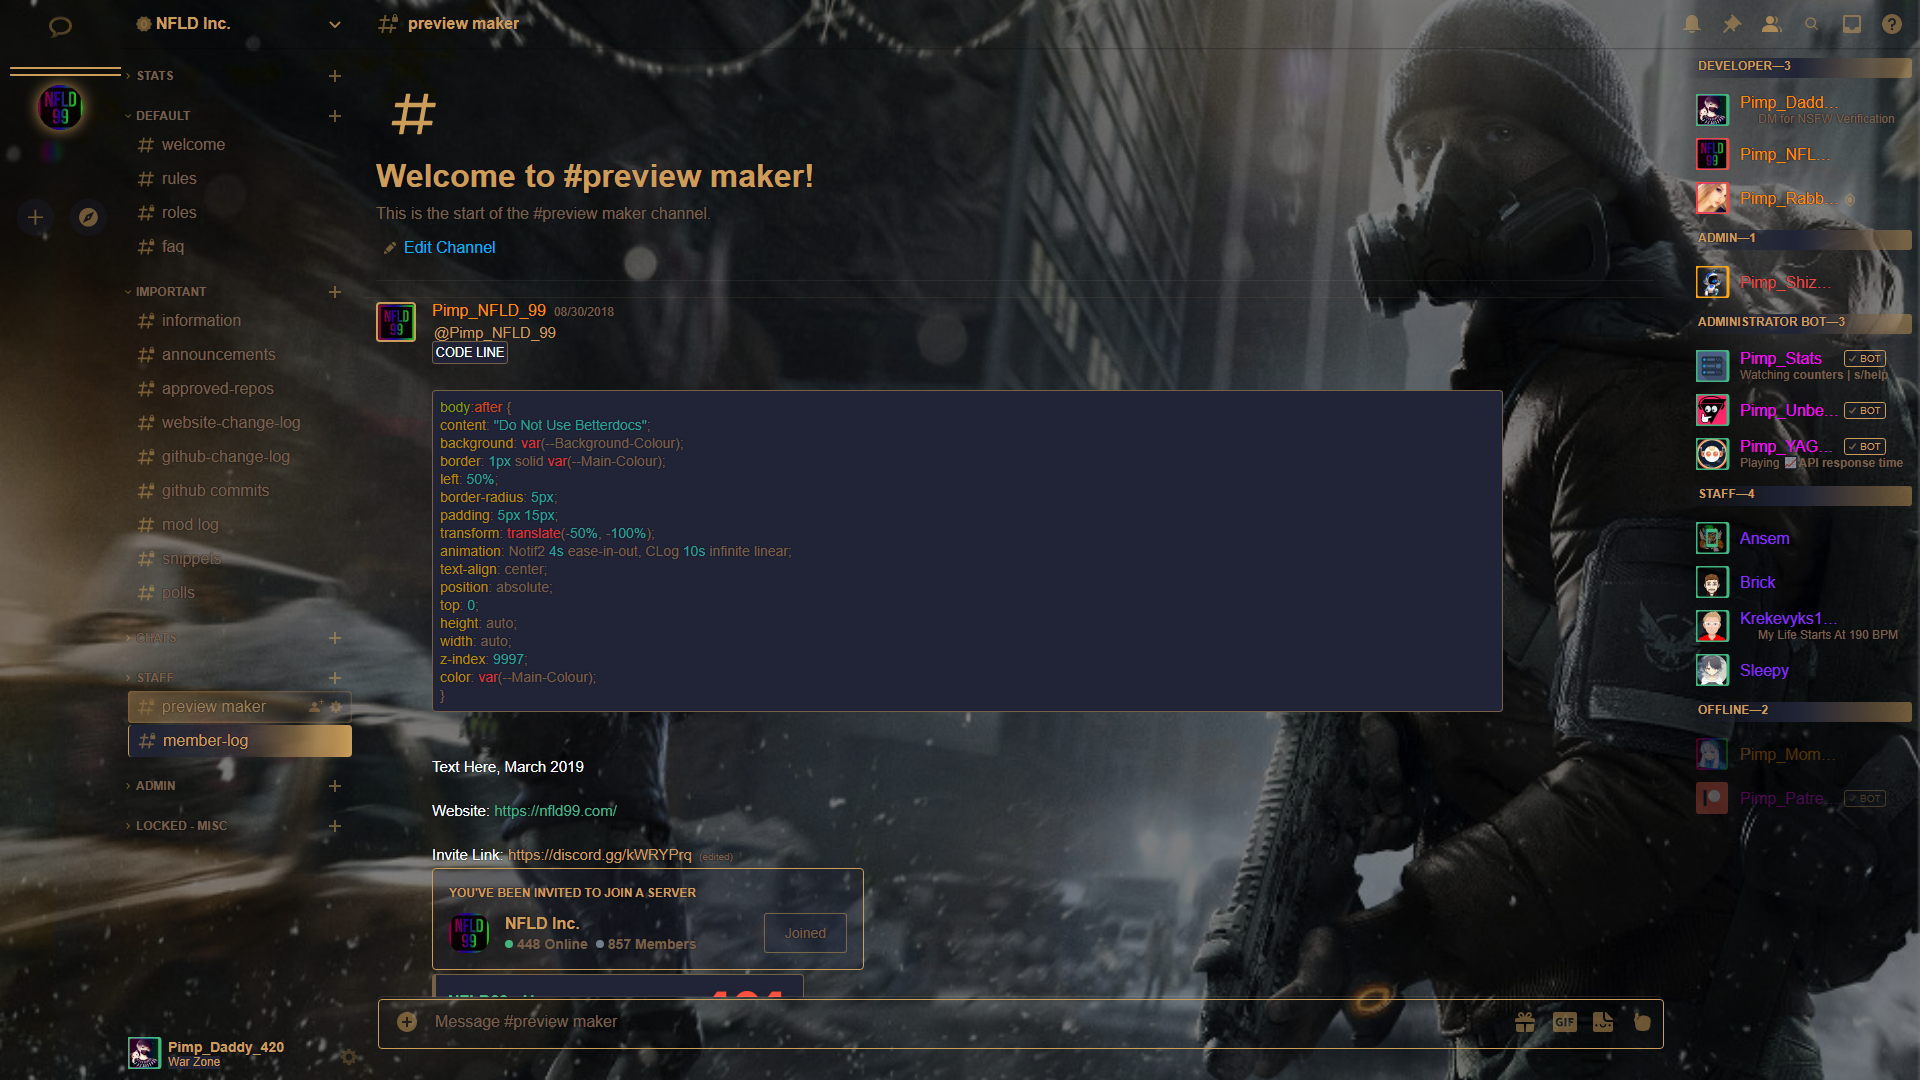 NFLD Inc.
STATS
NFLD
99
DEFAULT
welcome
rules
roles
faq
IMPORTANT
information
announcements
approved-repos
website-change-log
github-change-log
github commits
mod log
snippets
polls
CHATS
STAFF
preview maker
member-log
ADMIN
LOCKED - MISC
Pimp_Daddy_420
War Zone
# preview maker
#
Welcome to #preview maker!
This is the start of the #preview maker channel.
Edit Channel
NFLD
99
Pimp_NFLD_99 08/30/2018
@Pimp_NFLD_99
CODE LINE
body:after {
content: "Do Not Use Betterdocs";
background: var(--Background-Colour);
border: 1px solid var(--Main-Colour);
left: 50%;
border-radius: 5px;
padding: 5px 15px;
transform: translate(-50%, -100%);
animation: Notif2 4s ease-in-out, CLog 10s infinite linear;
text-align: center;
position: absolute;
top: 0;
height: auto;
width: auto;
z-index: 9997;
color: var(--Main-Colour);
}
Text Here, March 2019
Website: https://nfld99.com/
Invite Link: https://discord.gg/kWRYPrq (edited)
YOU'VE BEEN INVITED TO JOIN A SERVER
NFLD
99
NFLD Inc.
448 Online 857 Members
Joined
Message #preview maker
GIF
DEVELOPER—3
Pimp_Dadd...
DM for NSFW Verification
NFLD
99
Pimp_NFL...
Pimp_Rabb...
ADMIN—1
Pimp_Shiz...
ADMINISTRATOR BOT—3
Pimp_Stats ✓ BOT
Watching counters | s/help
Pimp_Unbe... ✓ BOT
Pimp_YAG... ✓ BOT
Playing API response time
STAFF—4
Ansem
Brick
Krekevyks1...
My Life Starts At 190 BPM
Sleepy
OFFLINE—2
Pimp_Mom...
Pimp_Patre... ✓ BOT